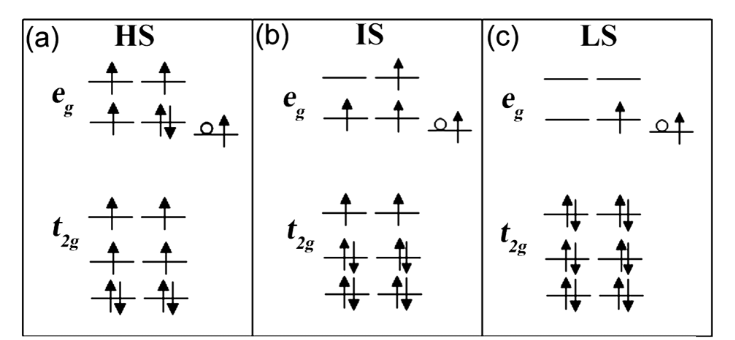 (a) HS (b) IS (c) LS
e_g e_g e_g
t_2g t_2g t_2g